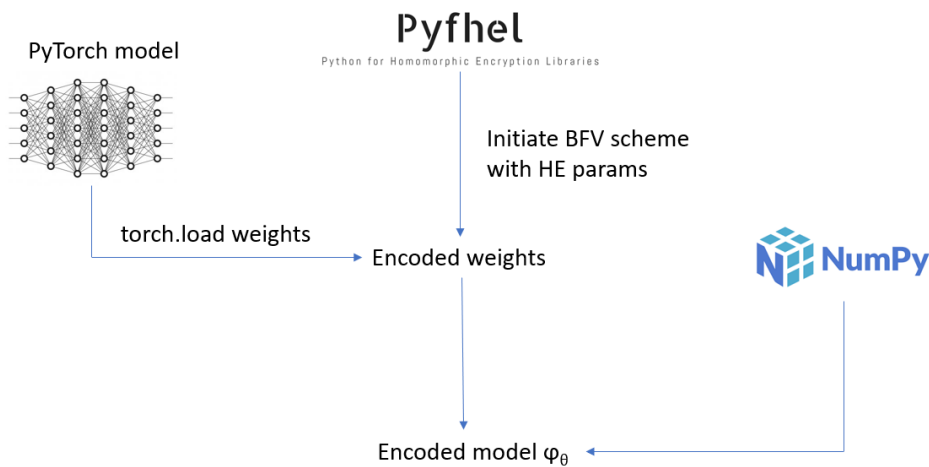 Pyfhel
Python for Homomorphic Encryption Libraries
PyTorch model
Initiate BFV scheme
with HE params
torch.load weights
Encoded weights
NumPy
Encoded model φθ